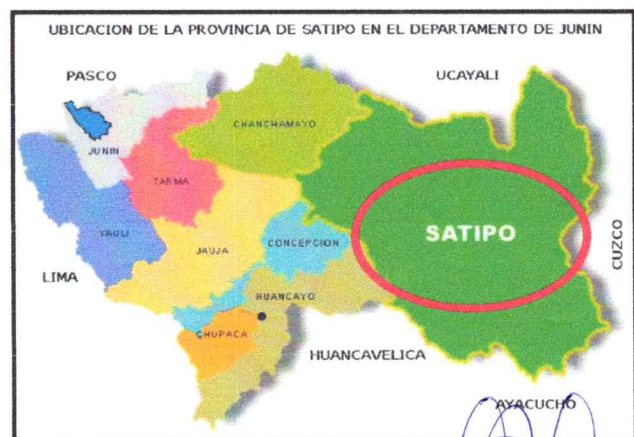 UBICACION DE LA PROVINCIA DE SATIPO EN EL DEPARTAMENTO DE JUNIN
PASCO
UCAYALI
CHANCHAMAYO
JUNIN
TARMA
YAULI
SATIPO
CONCEPCION
JAUJA
CUZCO
LIMA
HUANCAYO
CHUPACA
HUANCAVELICA
AYACUCHO